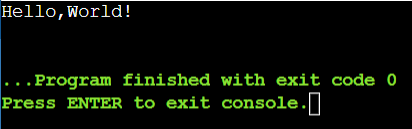 Hello,World!
...Program finished with exit code 0
Press ENTER to exit console.